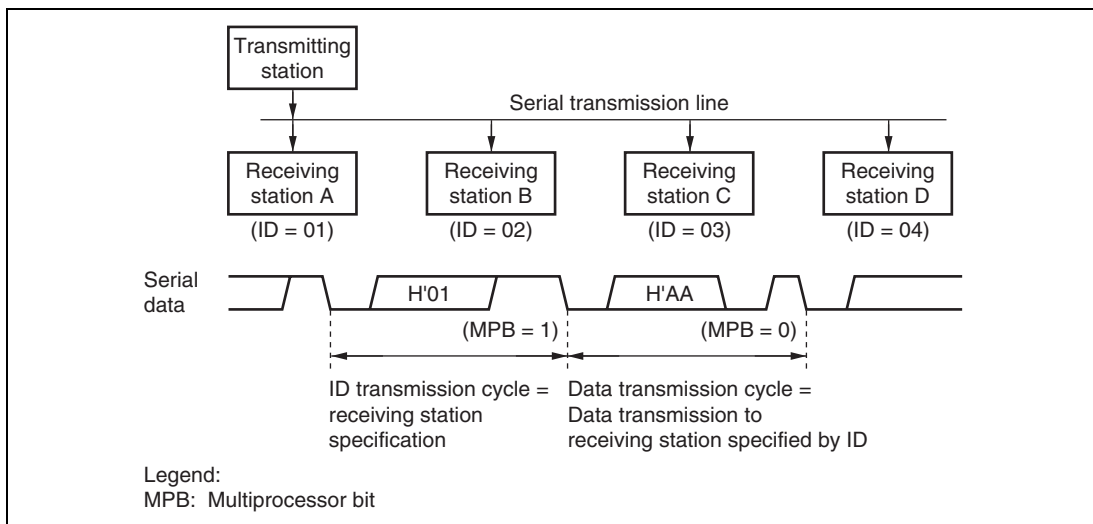 Transmitting
station
Serial transmission line
Receiving
station A
(ID = 01)
Receiving
station B
(ID = 02)
Receiving
station C
(ID = 03)
Receiving
station D
(ID = 04)
Serial
data
H'01
H'AA
(MPB = 1)
(MPB = 0)
ID transmission cycle =
receiving station
specification
Data transmission cycle =
Data transmission to
receiving station specified by ID
Legend:
MPB: Multiprocessor bit